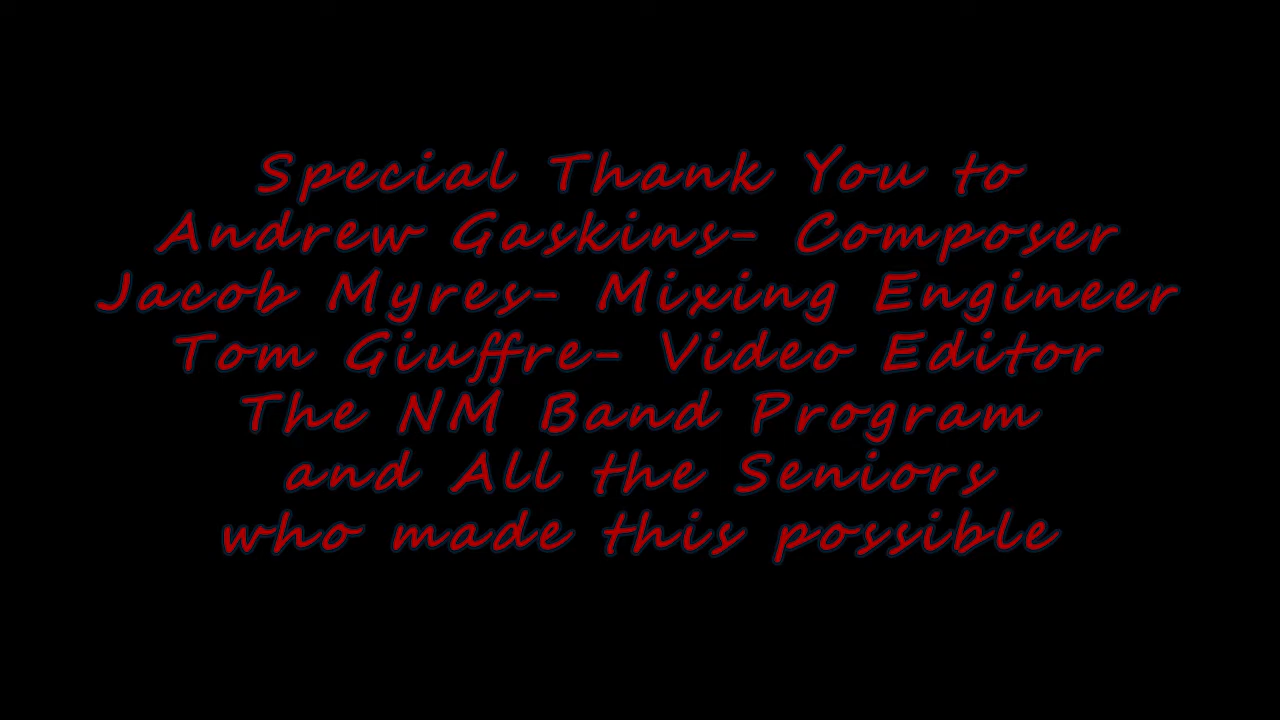 Special Thank You to
Andrew Gaskins- Composer
Jacob Myres- Mixing Engineer
Tom Giuffre- Video Editor
The NM Band Program
and All the Seniors
who made this possible